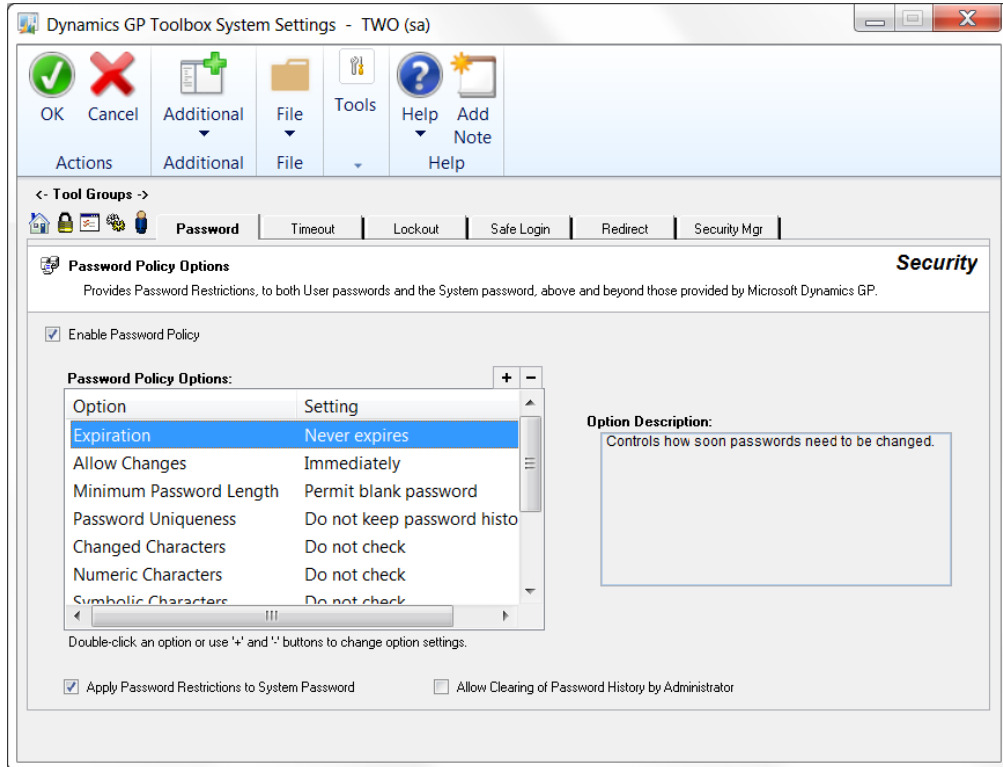 Dynamics GP Toolbox System Settings - TWO (sa)
OK Cancel Additional File Tools Help Add Note
Actions Additional File Help
<- Tool Groups ->
Password Timeout Lockout Safe Login Redirect Security Mgr
Password Policy Options Security
Provides Password Restrictions, to both User passwords and the System password, above and beyond those provided by Microsoft Dynamics GP.
Enable Password Policy
Password Policy Options: + -
Option Setting
Option Description:
Expiration Never expires
Controls how soon passwords need to be changed.
Allow Changes Immediately
Minimum Password Length Permit blank password
Password Uniqueness Do not keep password histo
Changed Characters Do not check
Numeric Characters Do not check
Symbolic Characters Do not check
Double-click an option or use '+' and '-' buttons to change option settings.
Apply Password Restrictions to System Password Allow Clearing of Password History by Administrator